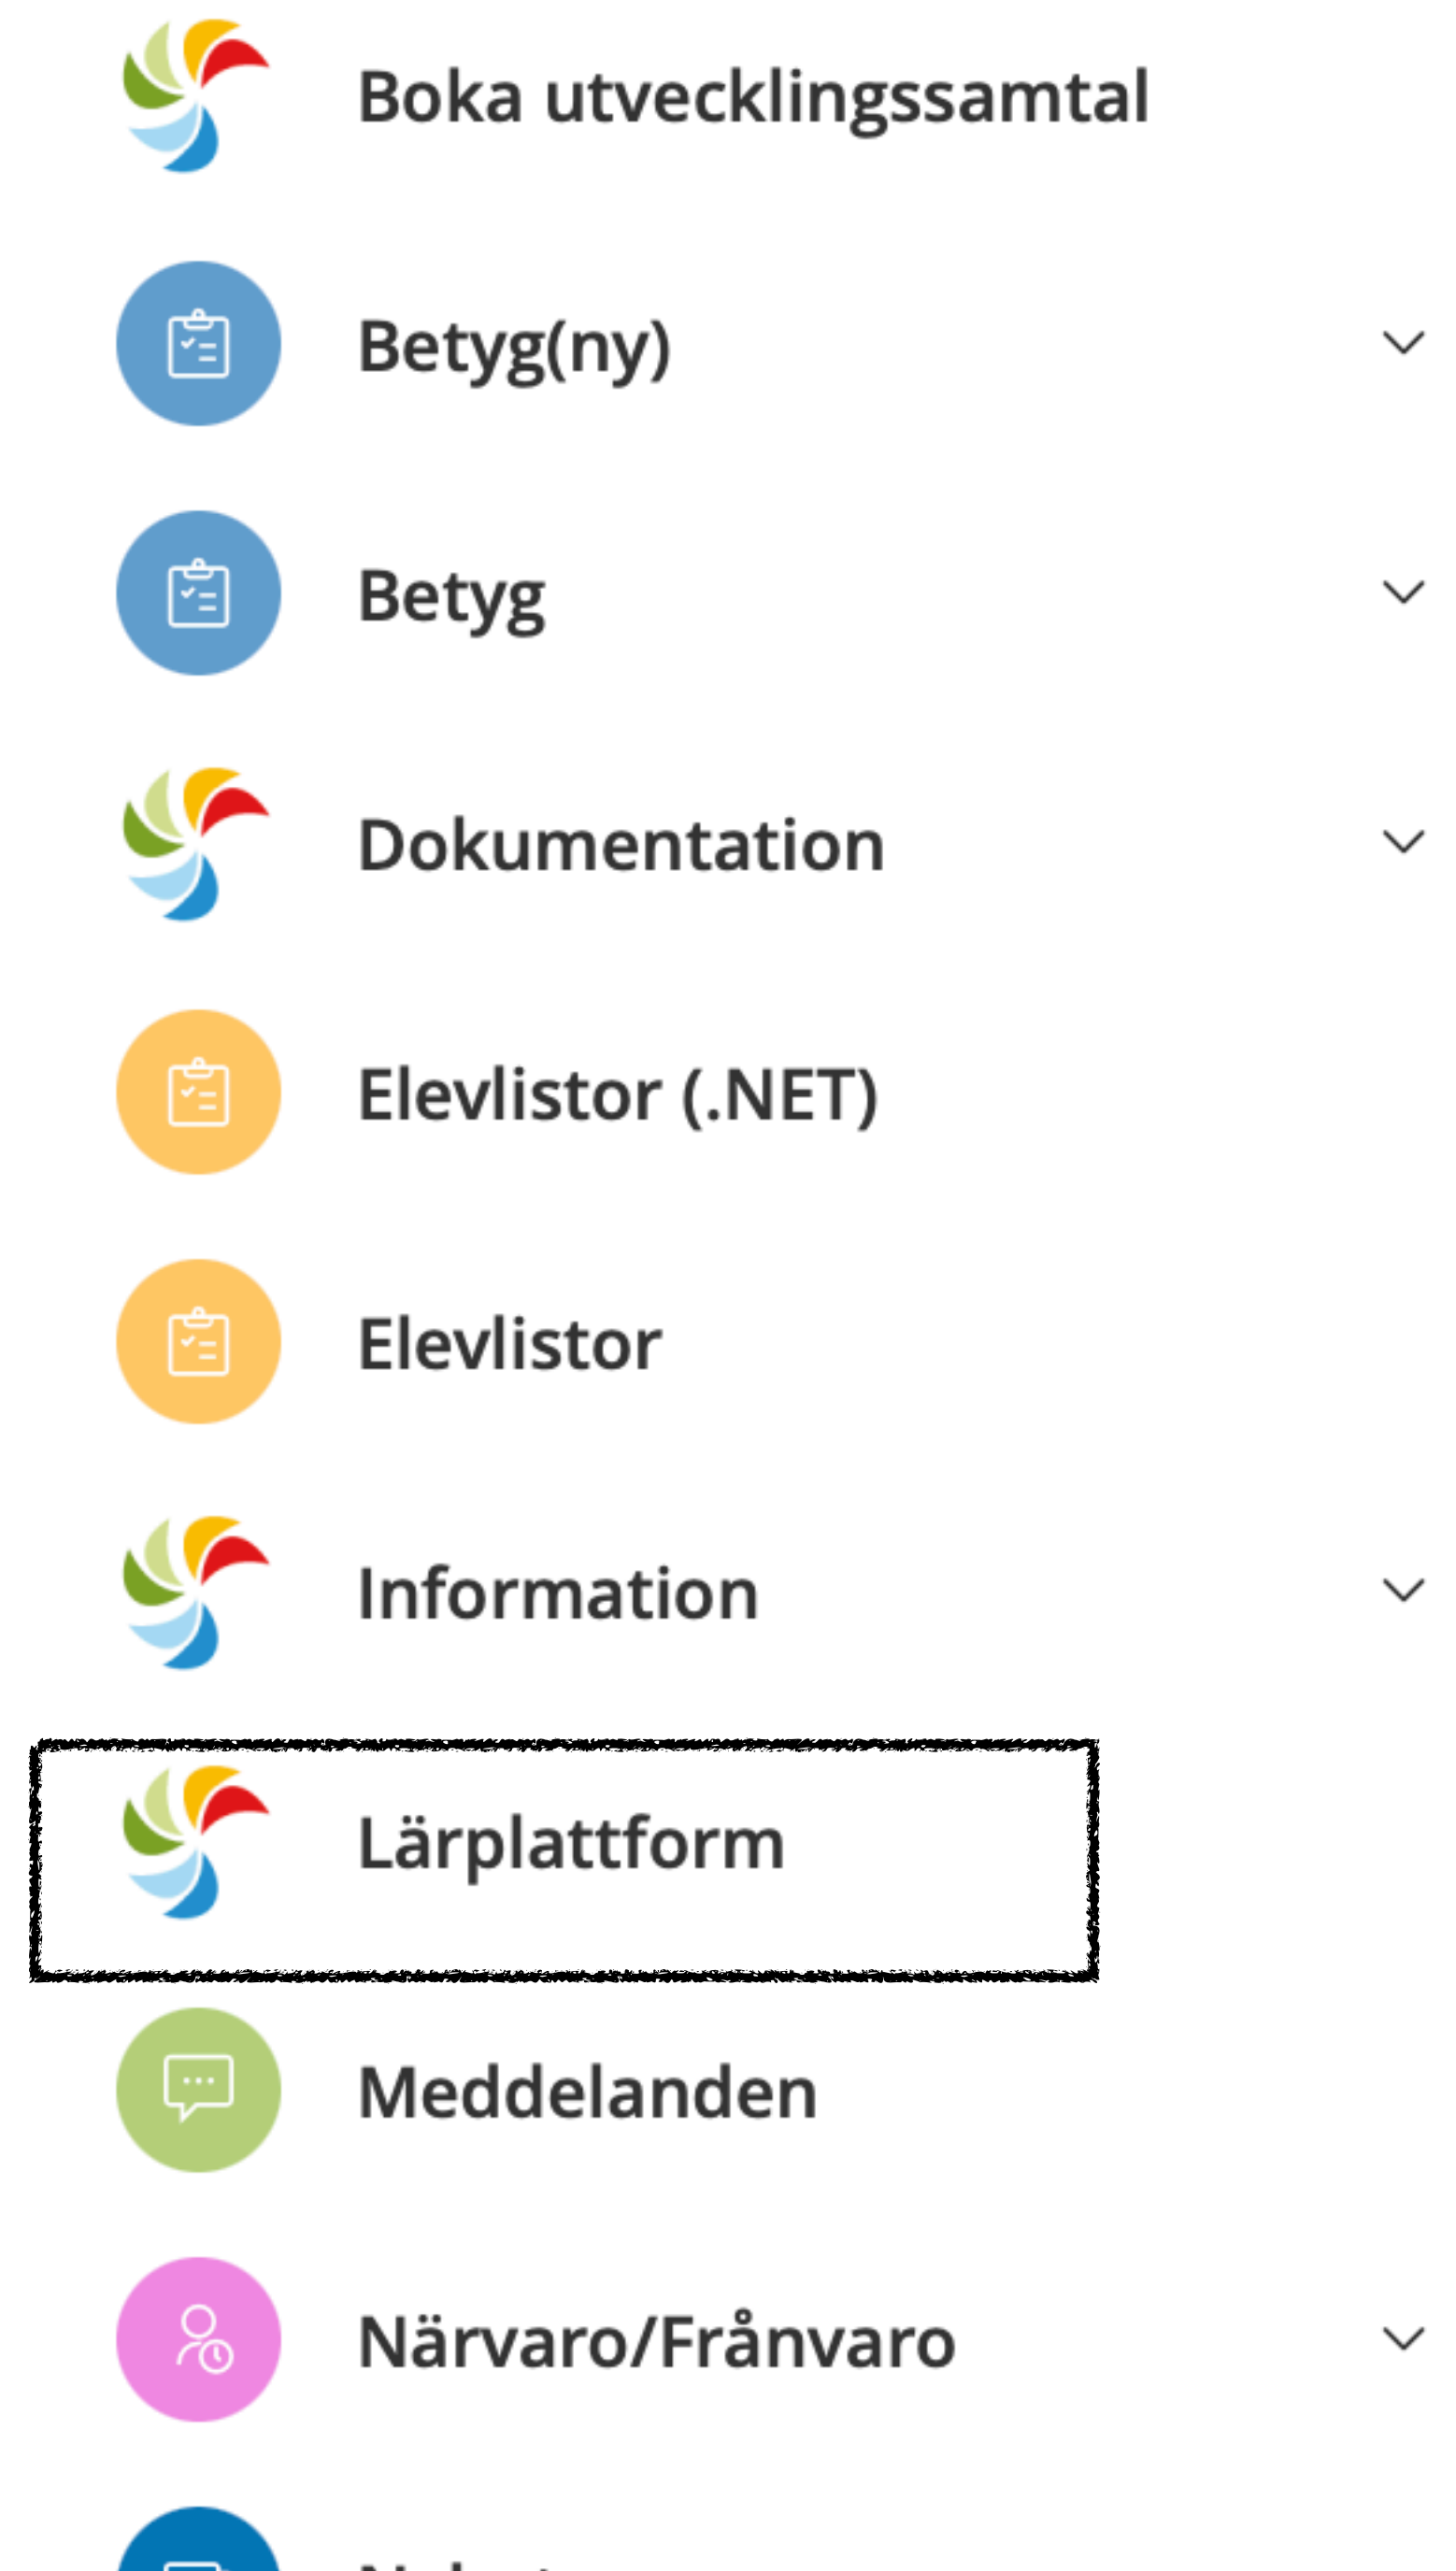 Boka utvecklingssamtal
Betyg(ny)
Betyg
Dokumentation
Elevlistor (.NET)
Elevlistor
Information
Lärplattform
Meddelanden
Närvaro/Frånvaro